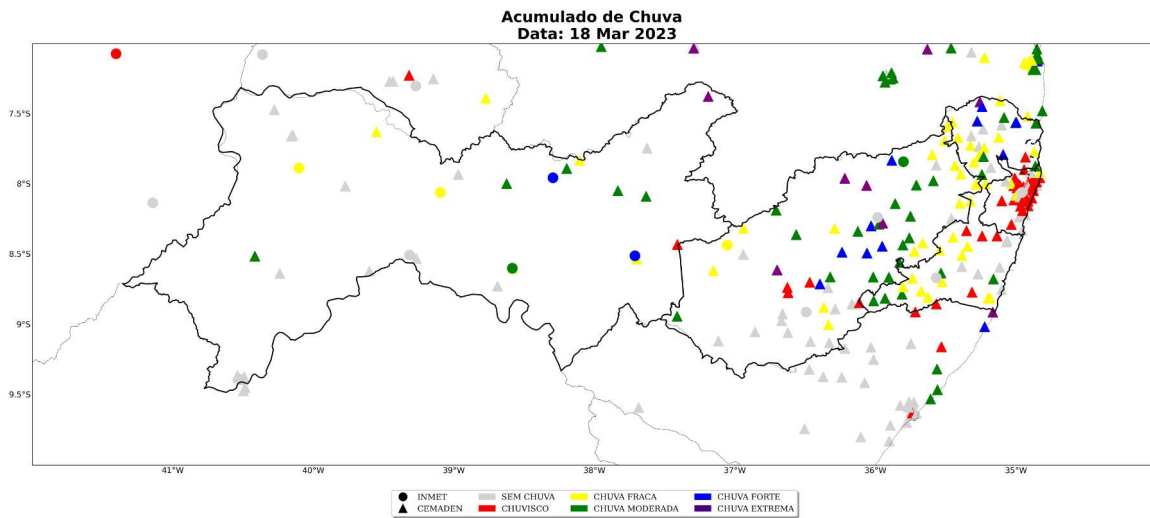 Acumulado de Chuva
Data: 18 Mar 2023
7.5°S
8°S
8.5°S
9°S
9.5°S
41°W 40°W 39°W 38°W 37°W 36°W 35°W
INMET SEM CHUVA CHUVA FRACA CHUVA FORTE
CEMADEN CHUVISCO CHUVA MODERADA CHUVA EXTREMA